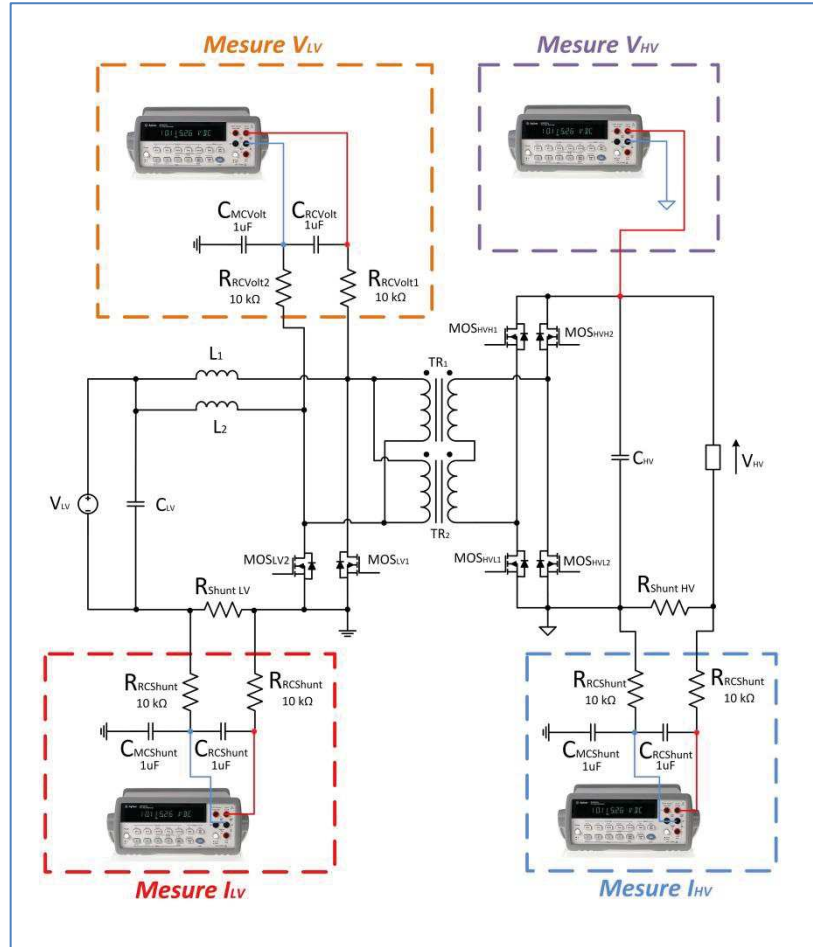 Mesure VLV
Mesure VHV
CMCVolt
1uF
CRCVolt
1uF
RRCVolt2
10 kΩ
RRCVolt1
10 kΩ
MOSHVH1
MOSHVH2
L1
TR1
L2
VLV
CLV
CHV
VHV
TR2
MOSLV2
MOSLV1
MOSHVL1
MOSHVL2
RShunt LV
RShunt HV
RRCShunt
10 kΩ
RRCShunt
10 kΩ
RRCShunt
10 kΩ
RRCShunt
10 kΩ
CMCShunt
1uF
CRCShunt
1uF
CMCShunt
1uF
CRCShunt
1uF
Mesure ILV
Mesure IHV